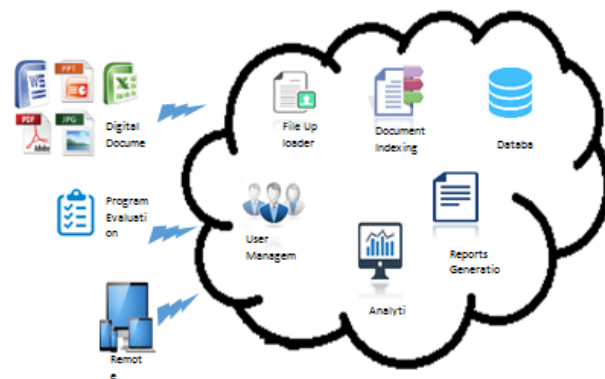 W
PPT
X
PDF
Adobe
JPG
Digital
Docume
File Up
loader
Document
Indexing
Databa
Program
Evaluati
on
User
Managem
Reports
Generatio
Analyti
Remot
e